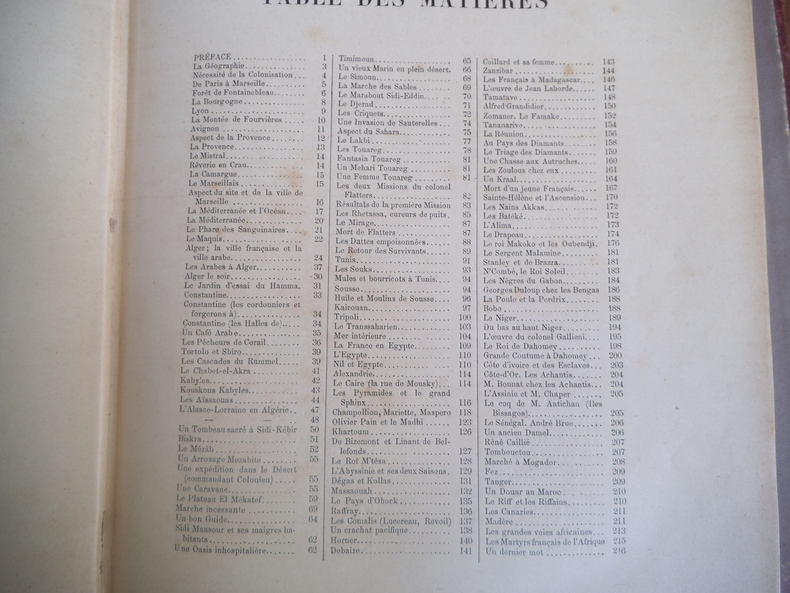 TABLE DES MATIÈRES
PRÉFACE 1
La Géographie 3
Nécessité de la Colonisation 4
De Paris à Marseille 5
Forêt de Fontainebleau 6
La Bourgogne 8
Lyon 9
La Montée de Fourvières 10
Avignon 11
Aspect de la Provence 12
La Provence 13
Le Mistral 14
Rêverie en Crau 14
La Camargue 15
Le Marseillais 15
Aspect du site et de la ville de
Marseille 16
La Méditerranée et l'Océan 17
La Méditerranée 20
Le Phare des Sanguinaires 21
Le Maquis 22
Alger; la ville française et la
ville arabe 24
Les Arabes à Alger 37
Alger le soir 30
Le Jardin d'essai du Hamma 31
Constantine 33
Constantine (les cordonniers et
forgerons à) 34
Constantine (les Halles de) 34
Un Café Arabe 35
Les Pêcheurs de Corail 36
Tortolo et Sbiro 39
Les Cascades du Rummel 39
Le Chabet-el-Akra 41
Kabyles 42
Kouskous Kabyles 43
Les Alassouas 44
L'Alsace-Lorraine en Algérie 47
— — 48
Un Tombeau sacré à Sidi-Kébir 50
Biskra 51
Le Mézâb 52
Un Arrosage Mozabite 55
Une expédition dans le Désert
(commandant Colonieu) 55
Une Caravane 55
Le Plateau El Mékatef 59
Marche incessante 69
Un bon Guide 64
Sidi Mansour et ses maigres ha-
bitants 62
Une Oasis inhospitalière 62
Timimoun 65
Un vieux Marin en plein désert. 66
Le Simoun 68
La Marche des Sables 69
Le Marabout Sidi-Eddin 70
Le Djerad 71
Les Criquets 72
Une Invasion de Sauterelles 74
Aspect du Sahara 75
Le Lakbi 77
Les Touareg 78
Fantasia Touareg 81
Un Mehari Touareg 81
Une Femme Touareg 81
Les deux Missions du colonel
Flatters 82
Résultats de la première Mission 83
Les Rhetassa, cureurs de puits. 85
Le Mirage 87
Mort de Flatters 87
Les Dattes empoisonnées 88
Le Retour des Survivants 89
Tunis 91
Les Souks 93
Mules et bourricots à Tunis 94
Sousse 94
Huile et Moulins de Sousse 96
Kairouan 97
Tripoli 100
Le Transsaharien 103
Mer intérieure 104
La France en Egypte 109
L'Egypte 110
Nil et Egypte 110
Alexandrie 114
Le Caire (la rue de Mousky) 114
Les Pyramides et le grand
Sphinx 116
Champollion, Mariette, Maspero 118
Olivier Pain et le Madhi 123
Khartoum 126
De Bizemont et Linant de Bel-
lefonds 127
Le Roi M'tésa 128
L'Abyssinie et ses deux Saisons. 129
Dégas et Kollas 131
Massaouah 132
Le Pays d'Obock 135
Raffray 136
Les Comalis (Lucereau, Revoil) 137
Un crachat pacifique 138
Horner 140
Debaize 141
Coillard et sa femme 143
Zanzibar 144
Les Français à Madagascar 146
L'œuvre de Jean Laborde 147
Tamatave 148
Alfred Grandidier 150
Zomaner. Le Famake 152
Tananarive 154
La Réunion 156
Au Pays des Diamants 158
Le Triage des Diamants 159
Une Chasse aux Autruches 160
Les Zoulous chez eux 161
Un Kraal 164
Mort d'un jeune Français 167
Sainte-Hélène et l'Ascension 170
Les Nains Akkas 172
Les Batéké 172
L'Alima 173
Le Drapeau 174
Le roi Makoko et les Oubendji. 176
Le Sergent Malamine 181
Stanley et de Brazza 181
N'Combé, le Roi Soleil 183
Les Nègres du Gabon 184
Georges Duloup chez les Bengas 186
La Poule et la Perdrix 188
Bobo 188
Le Niger 189
Du bas au haut Niger 194
L'œuvre du colonel Gallieni 195
Le Roi de Dahomey 198
Grande Coutume à Dahomey 200
Côte d'ivoire et des Esclaves 203
Côte-d'Or. Les Achantis 204
M. Bonnat chez les Achantis 204
L'Assinie et M. Chaper 205
Le coq de M. Antichan (Iles
Bissagos) 205
Le Sénégal. André Brue 206
Un ancien Damel 206
Réné Caillié 207
Tombouctou 207
Marché à Mogador 208
Fez 209
Tanger 209
Un Douar au Maroc 210
Le Riff et les Riffains 210
Les Canaries 211
Madère 211
Les grandes voies africaines 213
Les Martyrs français de l'Afrique 215
Un dernier mot 216